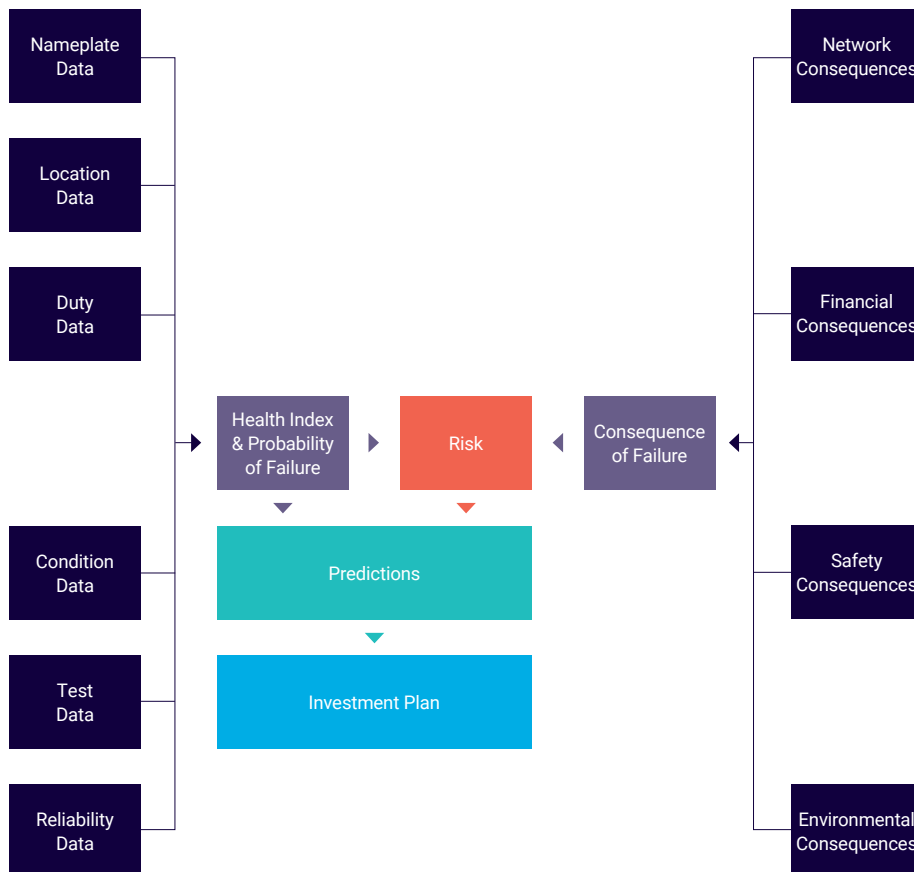 Nameplate
Data
Location
Data
Duty
Data
Condition
Data
Test
Data
Reliability
Data
Health Index
& Probability
of Failure
Risk
Consequence
of Failure
Predictions
Investment Plan
Network
Consequences
Financial
Consequences
Safety
Consequences
Environmental
Consequences